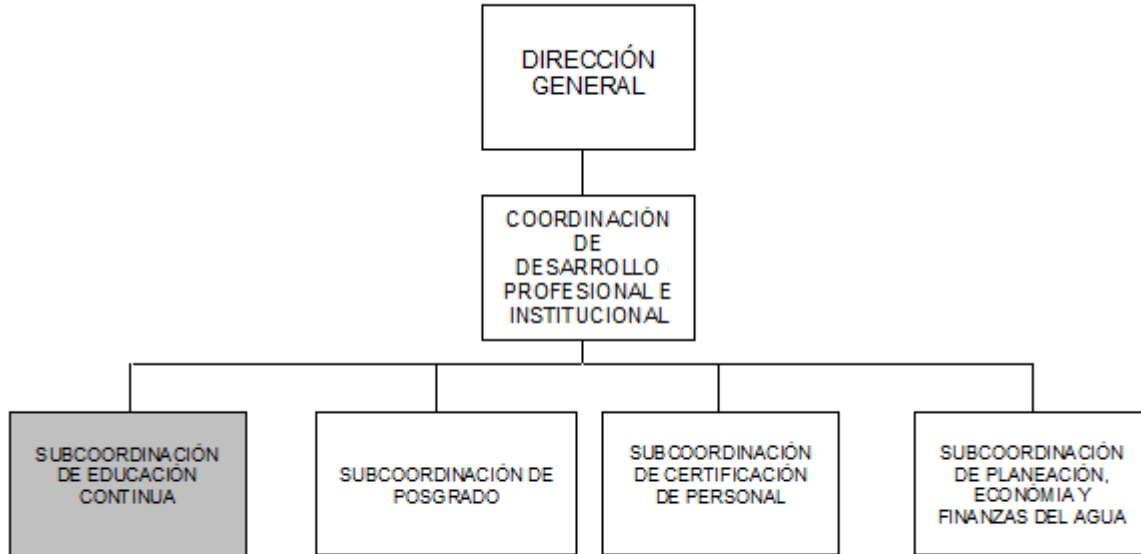 DIRECCIÓN
GENERAL
COORDINACIÓN
DE
DESARROLLO
PROFESIONAL E
INSTITUCIONAL
SUBCOORDINACIÓN
DE EDUCACIÓN
CONTINUA
SUBCOORDINACIÓN DE
POSGRADO
SUBCOORDINACIÓN
DE CERTIFICACIÓN
DE PERSONAL
SUBCOORDINACIÓN
DE PLANEACIÓN,
ECONÓMIA Y
FINANZAS DEL AGUA